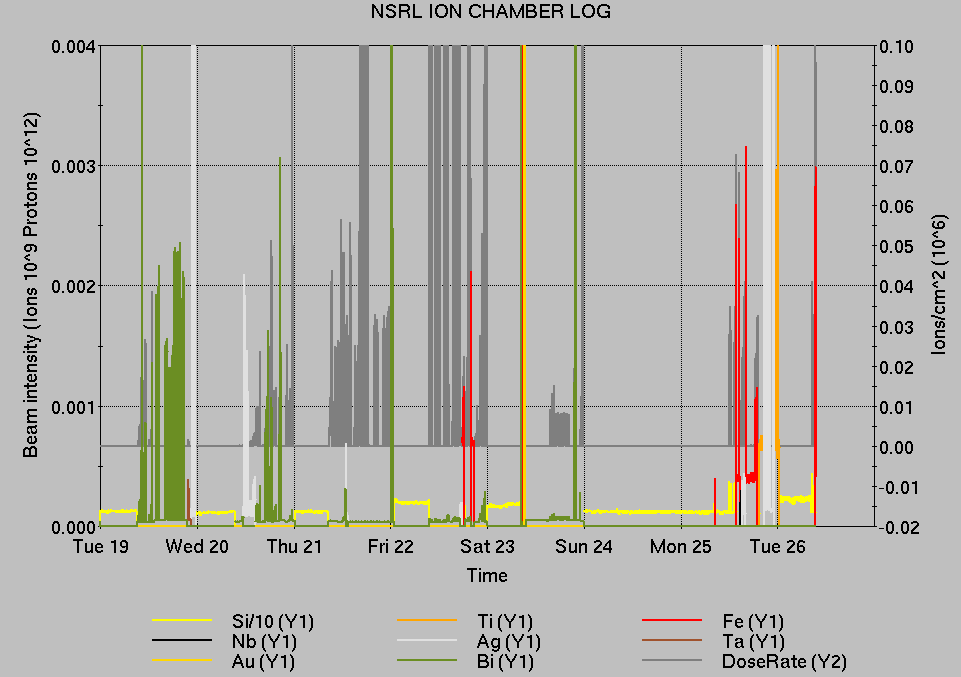 NSRL ION CHAMBER LOG
0.004
0.003
0.002
0.001
0.000
Beam intensity (Ions 10^9 Protons 10^12)
0.10
0.09
0.08
0.07
0.06
0.05
0.04
0.03
0.02
0.01
0.00
-0.01
-0.02
Ions/cm^2 (10^6)
Tue 19 Wed 20 Thu 21 Fri 22 Sat 23 Sun 24 Mon 25 Tue 26
Time
Si/10 (Y1) Ti (Y1) Fe (Y1)
Nb (Y1) Ag (Y1) Ta (Y1)
Au (Y1) Bi (Y1) DoseRate (Y2)